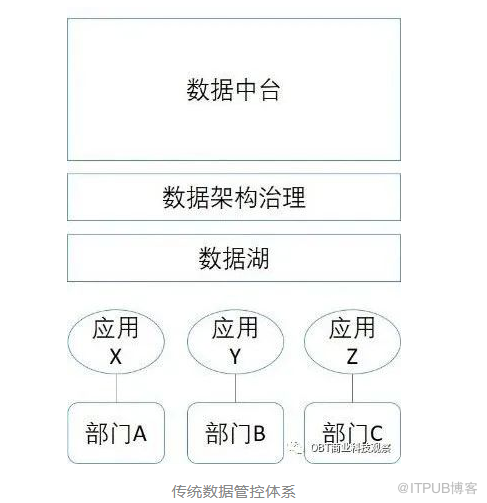 数据中台
数据架构治理
数据湖
应用
X
应用
Y
应用
Z
部门A
部门B
部门C
OBT商业科技观察
传统数据管控体系
@ITPUB博客